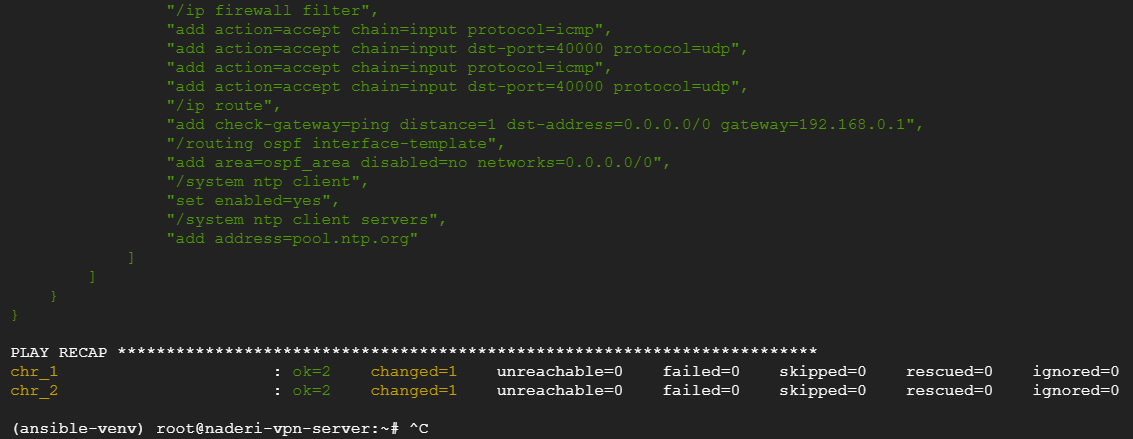 "/ip firewall filter",
"add action=accept chain=input protocol=icmp",
"add action=accept chain=input dst-port=40000 protocol=udp",
"add action=accept chain=input protocol=icmp",
"add action=accept chain=input dst-port=40000 protocol=udp",
"/ip route",
"add check-gateway=ping distance=1 dst-address=0.0.0.0/0 gateway=192.168.0.1",
"/routing ospf interface-template",
"add area=ospf_area disabled=no networks=0.0.0.0/0",
"/system ntp client",
"set enabled=yes",
"/system ntp client servers",
"add address=pool.ntp.org"
]
]
}
}
PLAY RECAP ************************************************************************
chr_1 : ok=2 changed=1 unreachable=0 failed=0 skipped=0 rescued=0 ignored=0
chr_2 : ok=2 changed=1 unreachable=0 failed=0 skipped=0 rescued=0 ignored=0
(ansible-venv) root@naderi-vpn-server:~# ^C